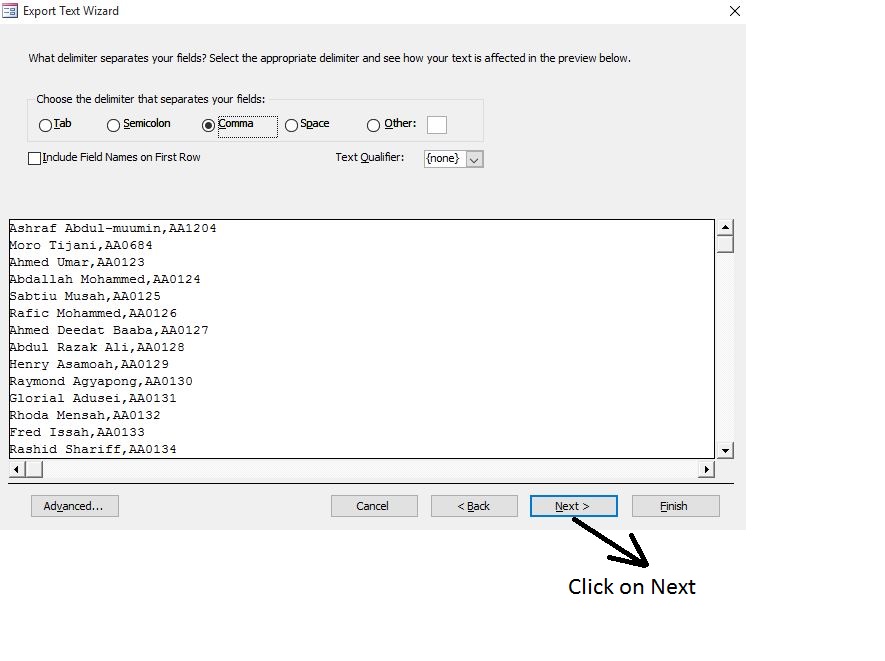 Export Text Wizard
What delimiter separates your fields? Select the appropriate delimiter and see how your text is affected in the preview below.
Choose the delimiter that separates your fields:
Tab Semicolon Comma Space Other:
Include Field Names on First Row Text Qualifier: {none}
Ashraf Abdul-muumin,AA1204
Moro Tijani,AA0684
Ahmed Umar,AA0123
Abdallah Mohammed,AA0124
Sabtiu Musah,AA0125
Rafic Mohammed,AA0126
Ahmed Deedat Baaba,AA0127
Abdul Razak Ali,AA0128
Henry Asamoah,AA0129
Raymond Agyapong,AA0130
Glorial Adusei,AA0131
Rhoda Mensah,AA0132
Fred Issah,AA0133
Rashid Shariff,AA0134
Advanced... Cancel < Back Next > Finish
Click on Next